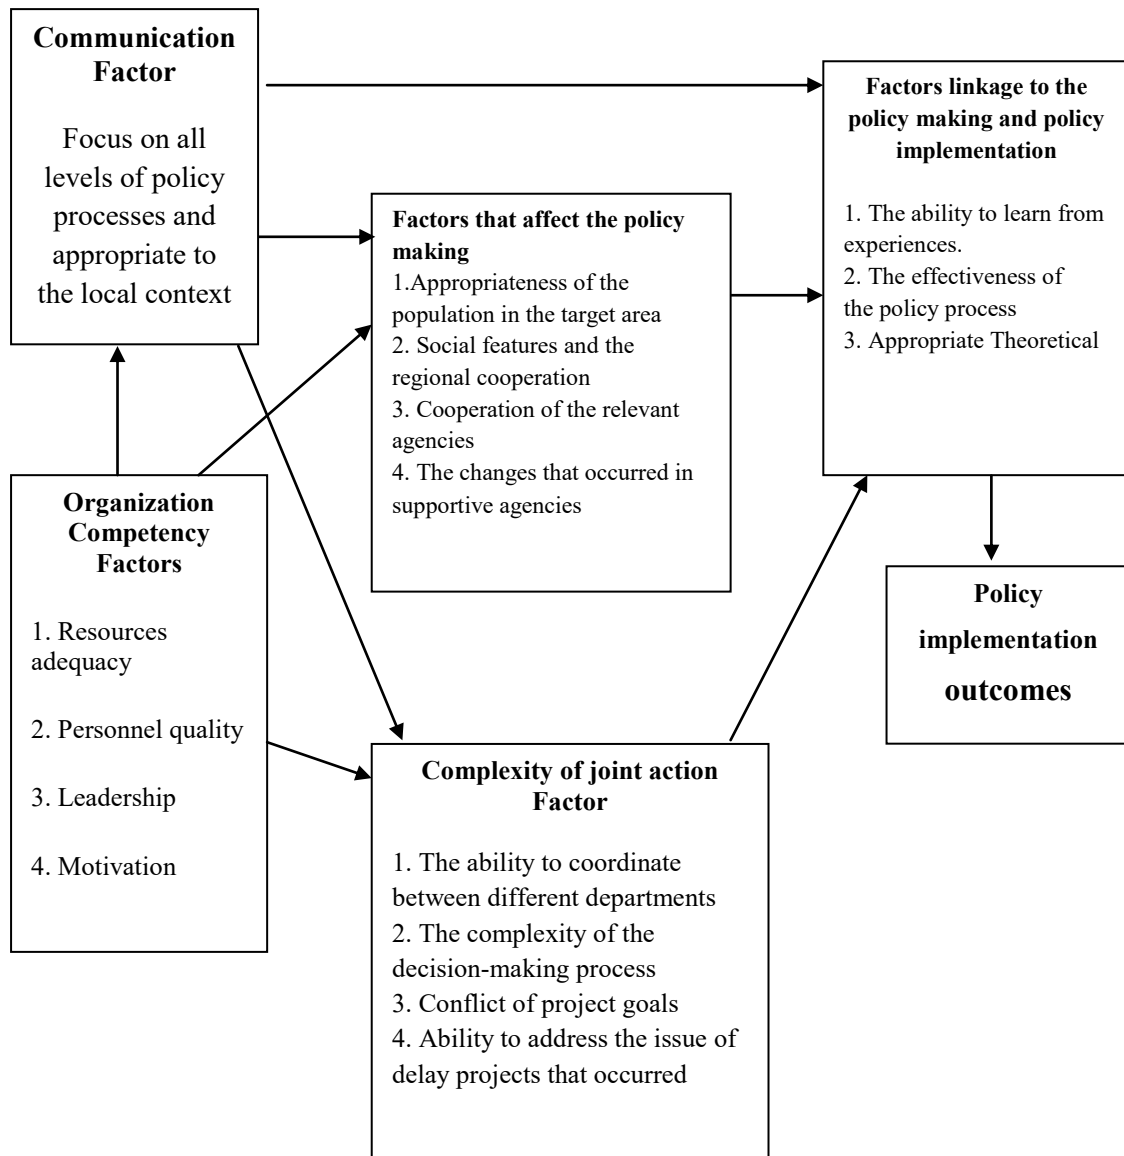 Communication
Factor
Focus on all
levels of policy
processes and
appropriate to
the local context
Factors linkage to the
policy making and policy
implementation
1. The ability to learn from
experiences.
2. The effectiveness of
the policy process
3. Appropriate Theoretical
Factors that affect the policy
making
1.Appropriateness of the
population in the target area
2. Social features and the
regional cooperation
3. Cooperation of the relevant
agencies
4. The changes that occurred in
supportive agencies
Organization
Competency
Factors
1. Resources
adequacy
2. Personnel quality
3. Leadership
4. Motivation
Policy
implementation
outcomes
Complexity of joint action
Factor
1. The ability to coordinate
between different departments
2. The complexity of the
decision-making process
3. Conflict of project goals
4. Ability to address the issue of
delay projects that occurred